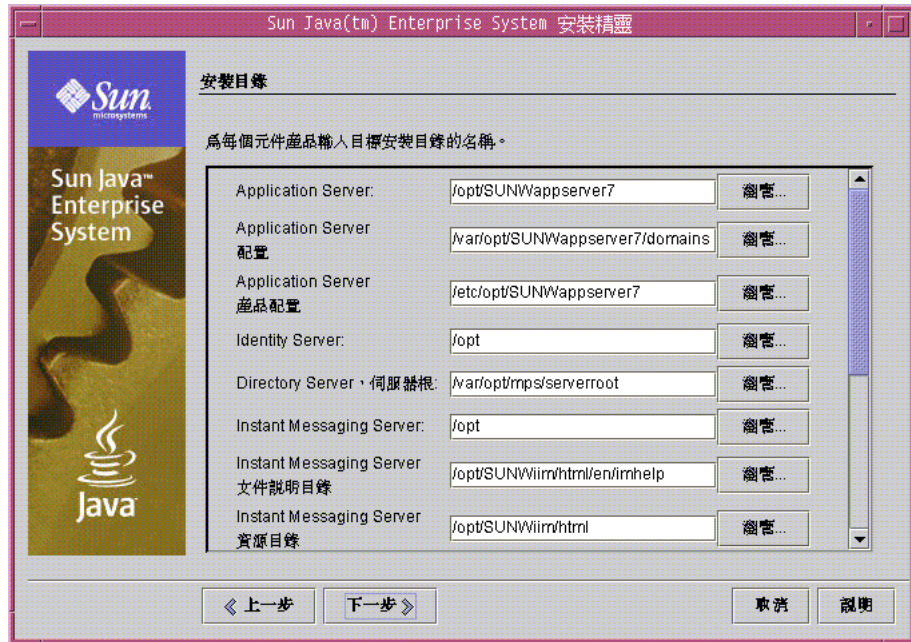 Sun Java(tm) Enterprise System 安裝精靈
Sun
microsystems
Sun Java™
Enterprise
System
Java
安裝目錄
為每個元件產品輸入目標安裝目錄的名稱。
Application Server: /opt/SUNWappserver7 瀏覽...
Application Server
配置 /var/opt/SUNWappserver7/domains 瀏覽...
Application Server
產品配置 /etc/opt/SUNWappserver7 瀏覽...
Identity Server: /opt 瀏覽...
Directory Server，伺服器根: /var/opt/mps/serverroot 瀏覽...
Instant Messaging Server: /opt 瀏覽...
Instant Messaging Server
文件說明目錄 /opt/SUNWiim/html/en/imhelp 瀏覽...
Instant Messaging Server
資源目錄 /opt/SUNWiim/html 瀏覽...
上一步 下一步 取消 說明